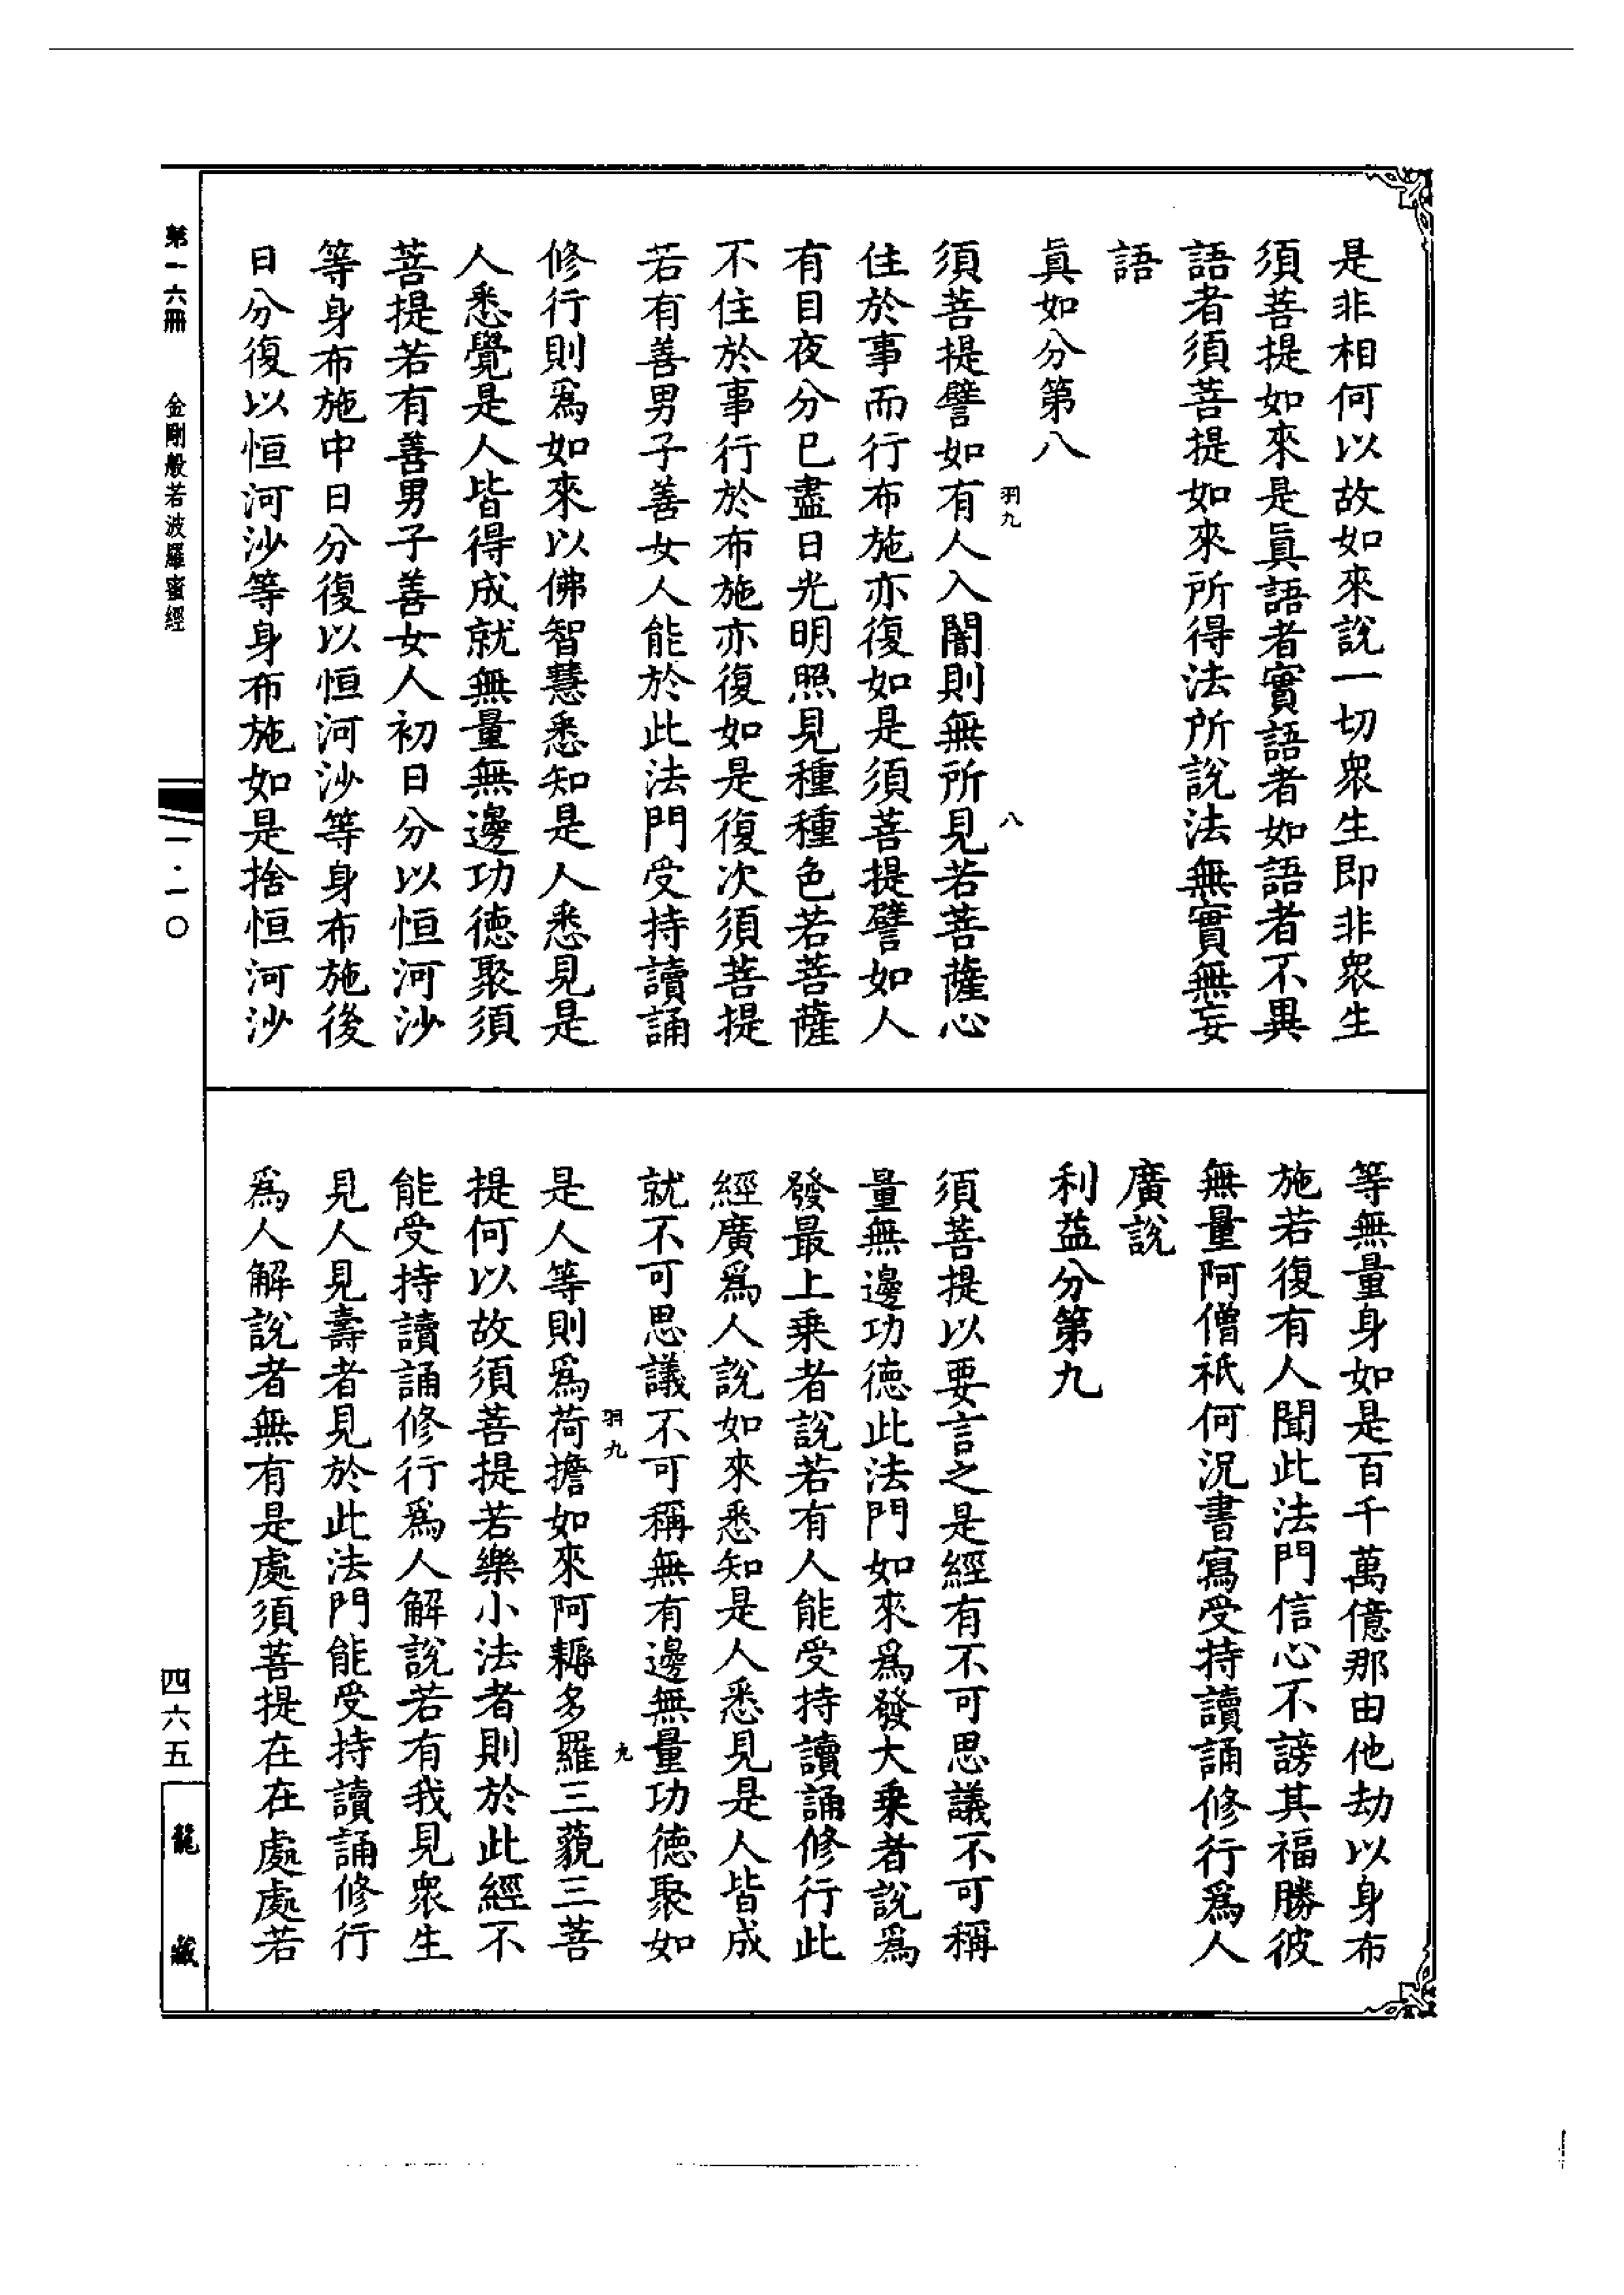 是非相何以故如來說一切衆生即非衆生
須菩提如來是眞語者實語者如語者不異
語者須菩提如來所得法所說法無實無妄
語
眞如分第八
羽九 八
須菩提譬如有人入闇則無所見若菩薩心
住於事而行布施亦復如是須菩提譬如人
有目夜分已盡日光明照見種種色若菩薩
不住於事行於布施亦復如是復次須菩提
若有善男子善女人能於此法門受持讀誦
修行則爲如來以佛智慧悉知是人悉見是
人悉覺是人皆得成就無量無邊功德聚須
菩提若有善男子善女人初日分以恒河沙
等身布施中日分復以恒河沙等身布施後
日分復以恒河沙等身布施如是捨恒河沙
等無量身如是百千萬億那由他劫以身布
施若復有人聞此法門信心不謗其福勝彼
無量阿僧祇何況書寫受持讀誦修行爲人
廣說
利益分第九
須菩提以要言之是經有不可思議不可稱
量無邊功德此法門如來爲發大乘者說爲
發最上乘者說若有人能受持讀誦修行此
經廣爲人說如來悉知是人悉見是人皆成
就不可思議不可稱無有邊無量功德聚如
羽九 九
是人等則爲荷擔如來阿耨多羅三藐三菩
提何以故須菩提若樂小法者則於此經不
能受持讀誦修行爲人解說若有我見衆生
見人見壽者見於此法門能受持讀誦修行
爲人解說者無有是處須菩提在在處處若
第一六冊 金剛般若波羅蜜經 一·一〇 四六五 龍藏